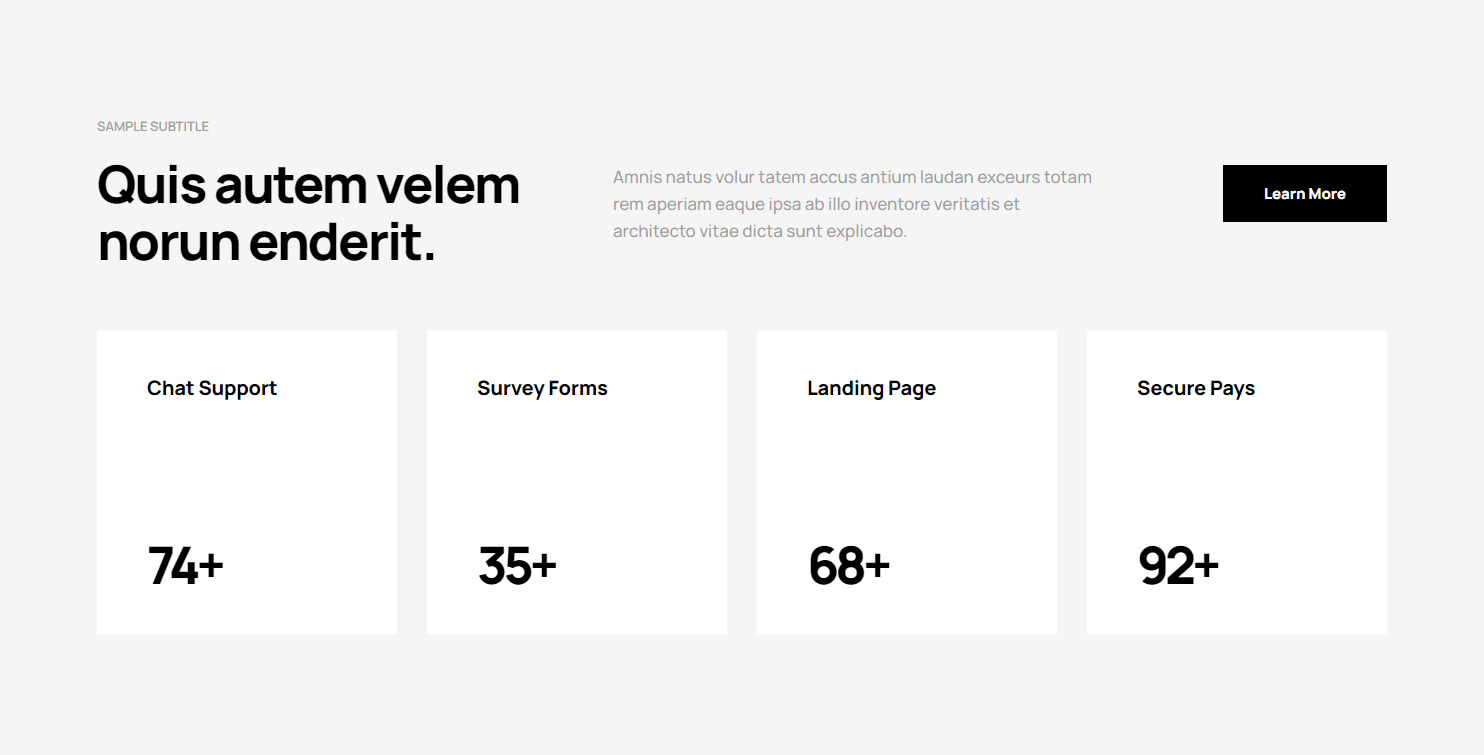 SAMPLE SUBTITLE
Quis autem velem
norun enderit.
Amnis natus volur tatem accus antium laudan exceurs totam
rem aperiam eaque ipsa ab illo inventore veritatis et
architecto vitae dicta sunt explicabo.
Learn More
Chat Support
74+
Survey Forms
35+
Landing Page
68+
Secure Pays
92+